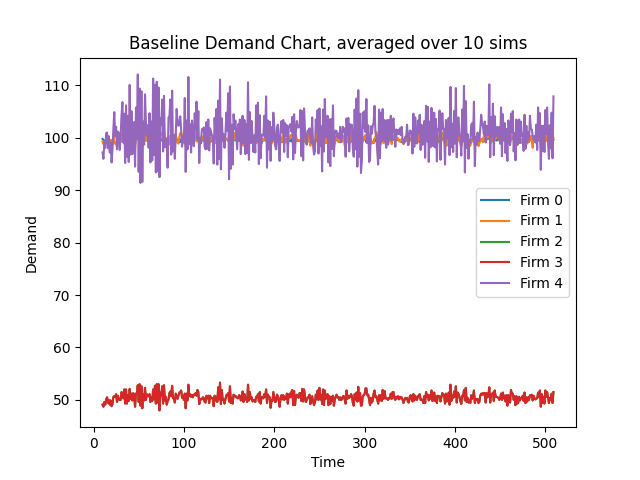 Baseline Demand Chart, averaged over 10 sims
110
100
90
80
70
60
50
Demand
Firm 0
Firm 1
Firm 2
Firm 3
Firm 4
0
100
200
300
400
500
Time